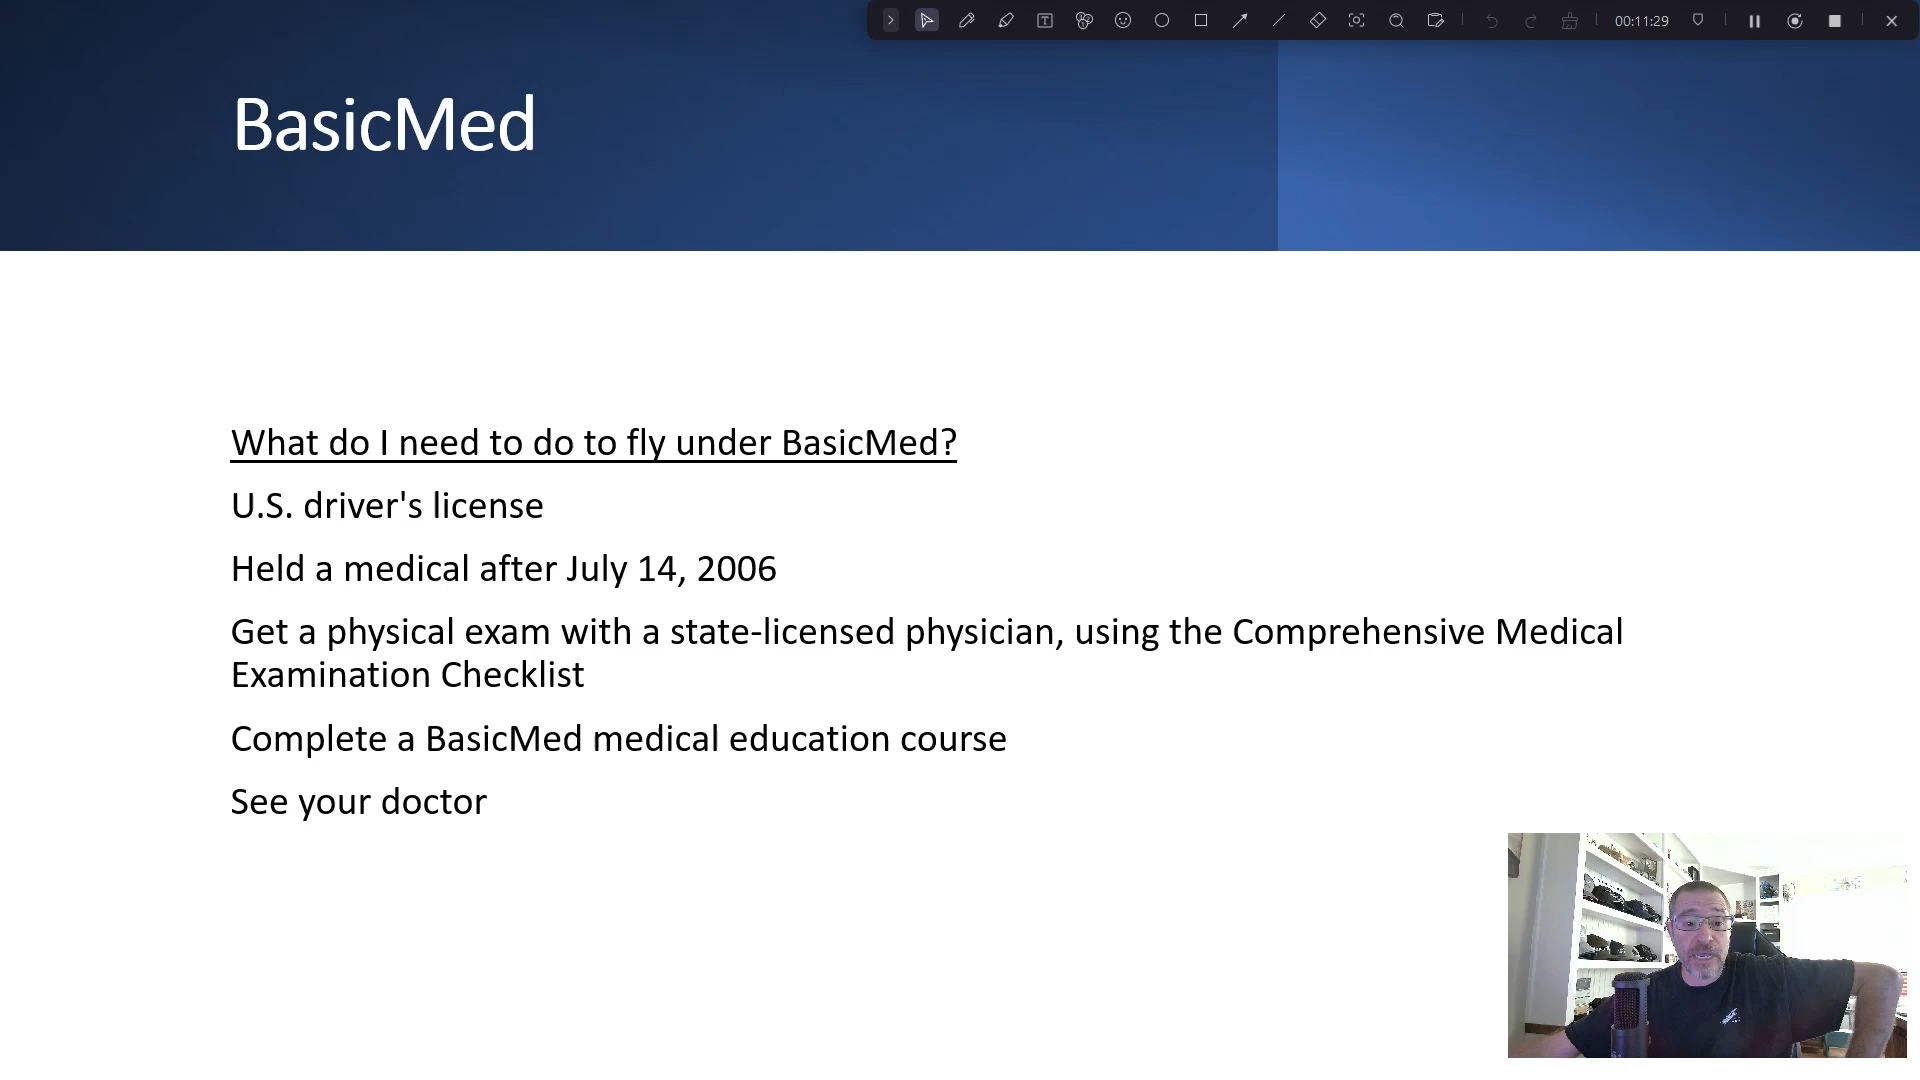 00:11:29
BasicMed
What do I need to do to fly under BasicMed?
U.S. driver's license
Held a medical after July 14, 2006
Get a physical exam with a state-licensed physician, using the Comprehensive Medical
Examination Checklist
Complete a BasicMed medical education course
See your doctor